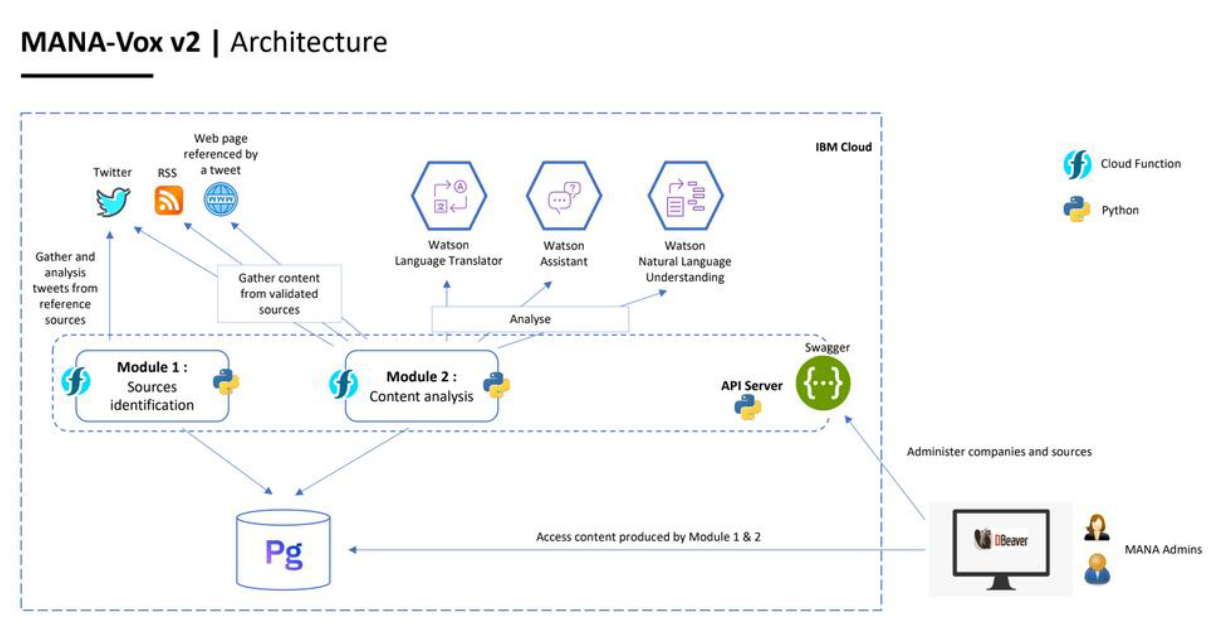 MANA-Vox v2 | Architecture
IBM Cloud
Cloud Function
Python
Twitter
RSS
Web page
referenced by
a tweet
WWW
A
文
?
Watson
Language Translator
Watson
Assistant
Watson
Natural Language
Understanding
Gather and
analysis
tweets from
reference
sources
Gather content
from validated
sources
Analyse
Module 1 :
Sources
identification
Module 2 :
Content analysis
API Server
Swagger
{...}
Administer companies and sources
Pg
Access content produced by Module 1 & 2
DBeaver
MANA Admins